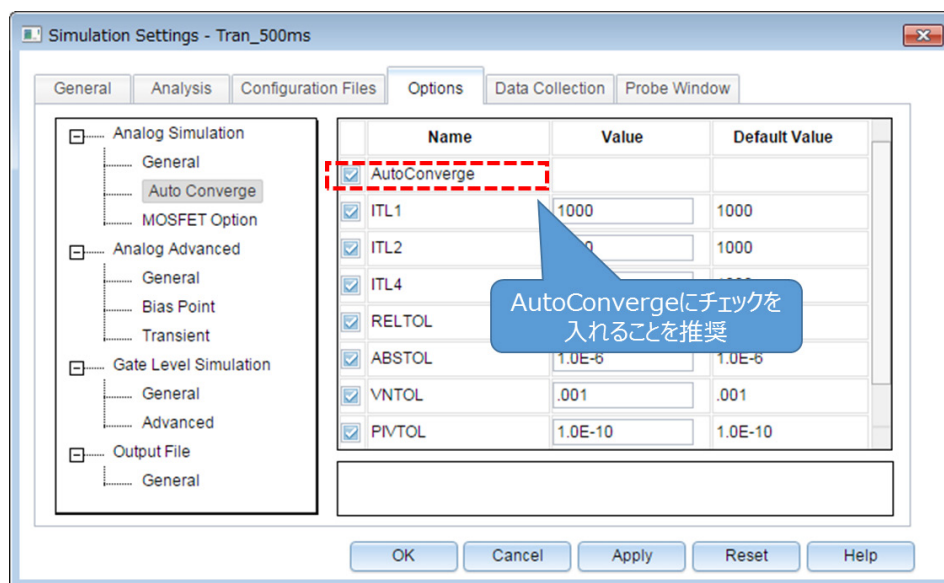 Simulation Settings - Tran_500ms
General Analysis Configuration Files Options Data Collection Probe Window
Analog Simulation
General
Auto Converge
MOSFET Option
Analog Advanced
General
Bias Point
Transient
Gate Level Simulation
General
Advanced
Output File
General
Name Value Default Value
AutoConverge
ITL1 1000 1000
ITL2 1000
ITL4
RELTOL
ABSTOL 1.0E-6 1.0E-6
VNTOL .001 .001
PIVTOL 1.0E-10 1.0E-10
AutoConvergeにチェックを
入れることを推奨
OK Cancel Apply Reset Help